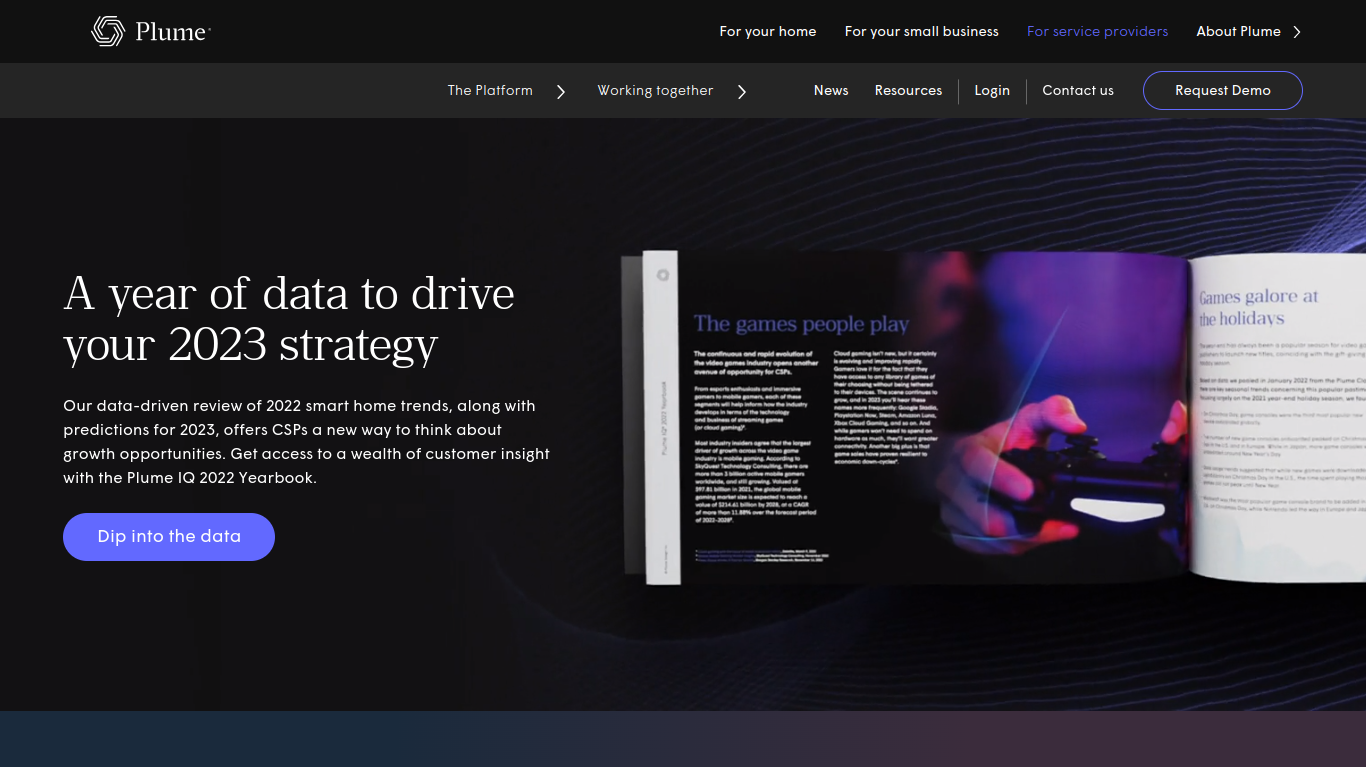 Plume
For your home
For your small business
For service providers
About Plume
The Platform
Working together
News
Resources
Login
Contact us
Request Demo
A year of data to drive
your 2023 strategy
Our data-driven review of 2022 smart home trends, along with
predictions for 2023, offers CSPs a new way to think about
growth opportunities. Get access to a wealth of customer insight
with the Plume IQ 2022 Yearbook.
Dip into the data
Plume IQ 2022 Yearbook
The games people play
The continuous and rapid evolution of
the video games industry opens another
avenue of opportunity for CSPs.
From esports enthusiasts and immersive
gamers to mobile gamers, each of these
segments will help inform how the industry
develops in terms of the technology
and business of streaming games
(or cloud gaming)
Most industry insiders agree that the largest
driver of growth across the video game
industry is mobile gaming. According to
SkyQuest Technology Consulting, there are
more than 3 billion active mobile gamers
worldwide, and still growing. Valued at
$97.81 billion in 2021, the global mobile
gaming market size is expected to reach a
value of $214.61 billion by 2028, at a CAGR
of more than 11.88% over the forecast period
of 2022-2028
Cloud gaming isn't new, but it certainly
is evolving and improving rapidly.
Gamers love it for the fact that they
have access to any library of games of
their choosing without being tethered
to their devices. The scene continues to
grow, and in 2023 you'll hear these
names more frequently: Google Stadia,
Playstation Now, Steam, Amazon Luna,
Xbox Cloud Gaming, and so on. And
while gamers won't need to spend on
hardware as much, they'll want greater
connectivity. Another big plus is that
game sales have proven resilient to
economic down-cycles
Games galore at
the holidays